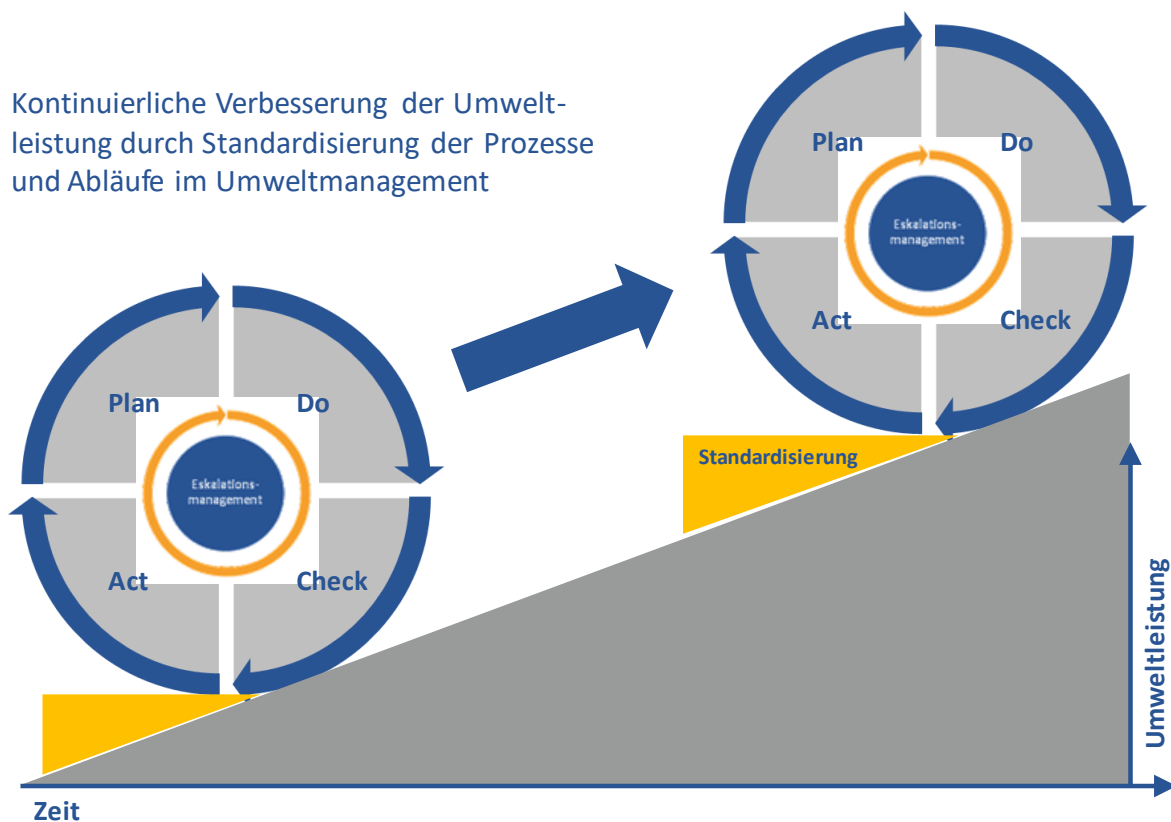 Kontinuierliche Verbesserung der Umwelt-
leistung durch Standardisierung der Prozesse
und Abläufe im Umweltmanagement
Plan
Do
Eskalations-
management
Act
Check
Plan
Do
Eskalations-
management
Act
Check
Standardisierung
Umweltleistung
Zeit